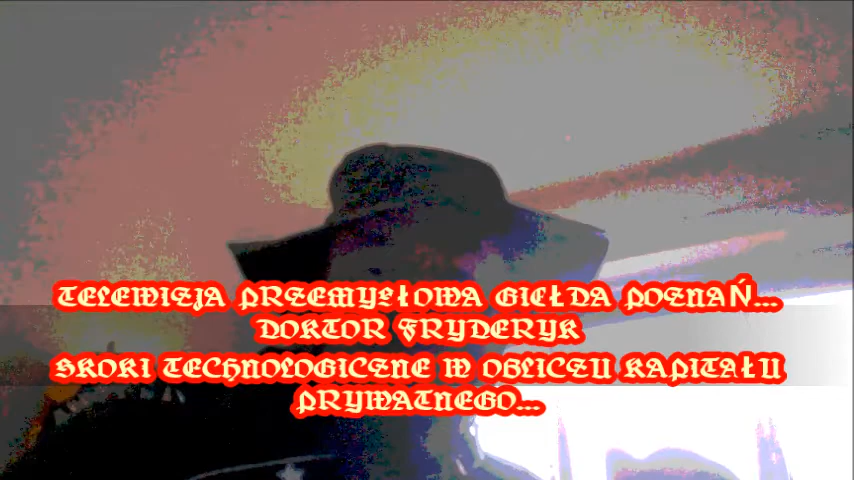 TELEWIZJA PRZEMYSŁOWA GIEŁDA POZNAŃ...
DOKTOR FRYDERYK
SKOKI TECHNOLOGICZNE W OBLICZU KAPITAŁU
PRYWATNEGO...